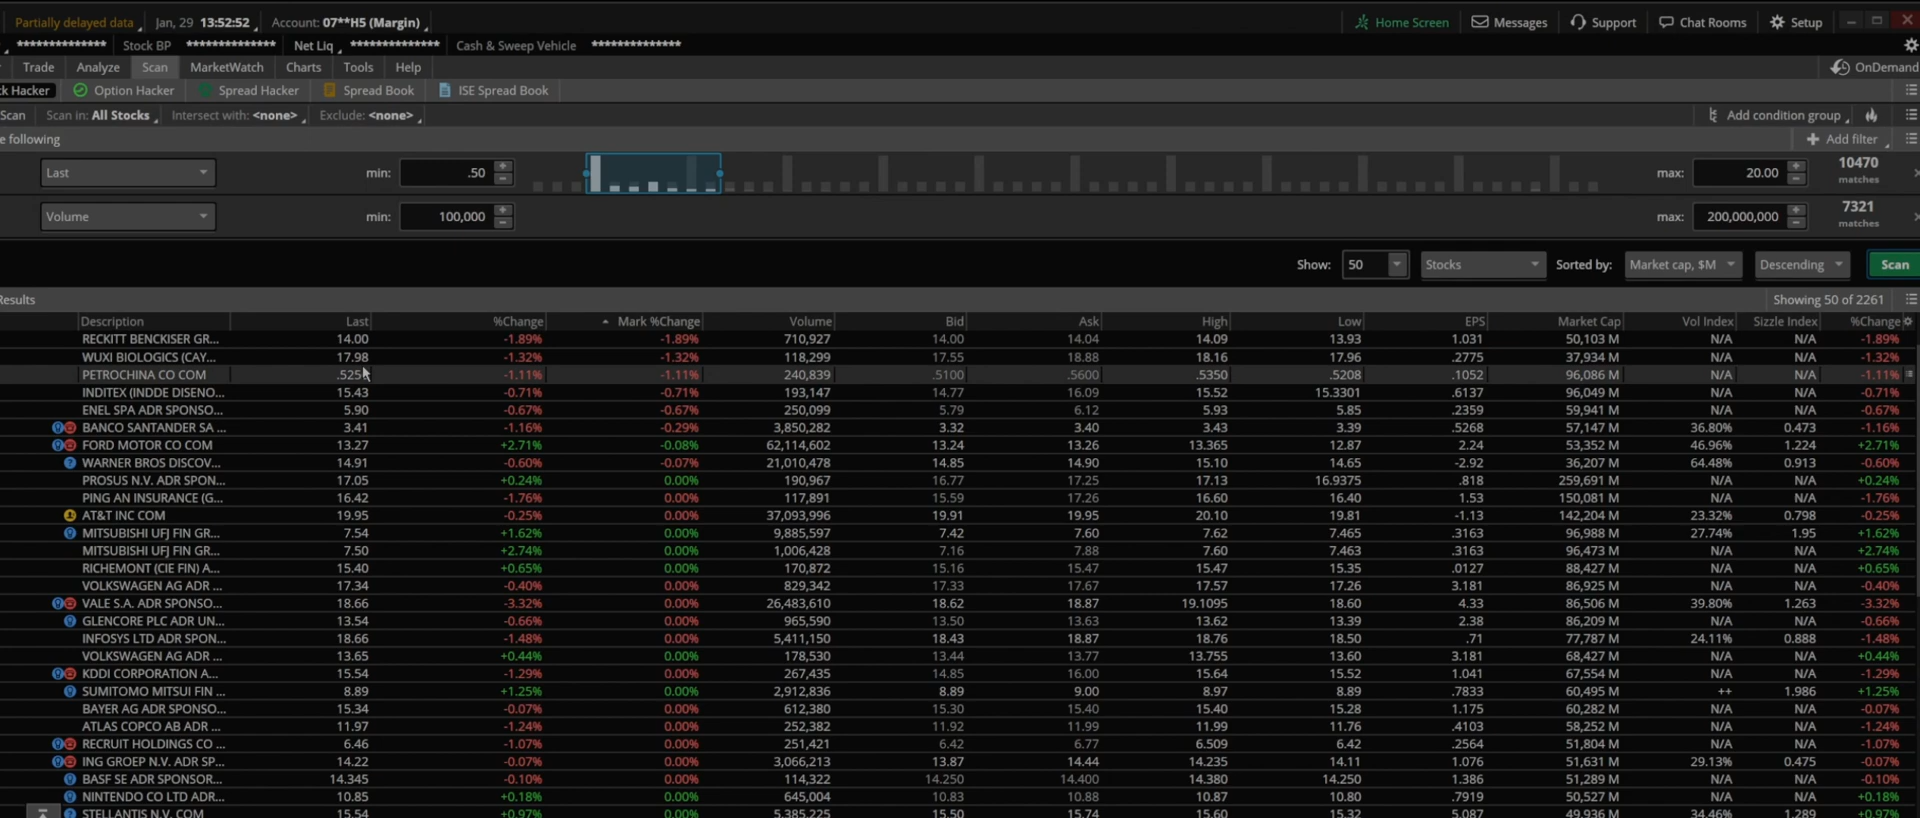 Partially delayed data Jan, 29 13:52:52 Account: 07**H5 (Margin) Home Screen Messages Support Chat Rooms Setup
************** Stock BP ************** Net Liq ************** Cash & Sweep Vehicle **************
Trade Analyze Scan MarketWatch Charts Tools Help OnDemand
ck Hacker Option Hacker Spread Hacker Spread Book ISE Spread Book
Scan Scan in: All Stocks Intersect with: <none> Exclude: <none> Add condition group
e following Add filter
Last min: .50 max: 20.00 10470 matches
Volume min: 100,000 max: 200,000,000 7321 matches
Show: 50 Stocks Sorted by: Market cap, $M Descending Scan
Results Showing 50 of 2261
Description Last %Change Mark %Change Volume Bid Ask High Low EPS Market Cap Vol Index Sizzle Index %Change
RECKITT BENCKISER GR... 14.00 -1.89% -1.89% 710,927 14.00 14.04 14.09 13.93 1.031 50,103 M N/A N/A -1.89%
WUXI BIOLOGICS (CAY... 17.98 -1.32% -1.32% 118,299 17.55 18.88 18.16 17.96 .2775 37,934 M N/A N/A -1.32%
PETROCHINA CO COM .525 -1.11% -1.11% 240,839 .5100 .5600 .5350 .5208 .1052 96,086 M N/A N/A -1.11%
INDITEX (INDDE DISENO... 15.43 -0.71% -0.71% 193,147 14.77 16.09 15.52 15.3301 .6137 96,049 M N/A N/A -0.71%
ENEL SPA ADR SPONSO... 5.90 -0.67% -0.67% 250,099 5.79 6.12 5.93 5.85 .2359 59,941 M N/A N/A -0.67%
BANCO SANTANDER SA ... 3.41 -1.16% -0.29% 3,850,282 3.32 3.40 3.43 3.39 .5268 57,147 M 36.80% 0.473 -1.16%
FORD MOTOR CO COM 13.27 +2.71% -0.08% 62,114,602 13.24 13.26 13.365 12.87 2.24 53,352 M 46.96% 1.224 +2.71%
WARNER BROS DISCOV... 14.91 -0.60% -0.07% 21,010,478 14.85 14.90 15.10 14.65 -2.92 36,207 M 64.48% 0.913 -0.60%
PROSUS N.V. ADR SPON... 17.05 +0.24% 0.00% 190,967 16.77 17.25 17.13 16.9375 .818 259,691 M N/A N/A +0.24%
PING AN INSURANCE (G... 16.42 -1.76% 0.00% 117,891 15.59 17.26 16.60 16.40 1.53 150,081 M N/A N/A -1.76%
AT&T INC COM 19.95 -0.25% 0.00% 37,093,996 19.91 19.95 20.10 19.81 -1.13 142,204 M 23.32% 0.798 -0.25%
MITSUBISHI UFJ FIN GR... 7.54 +1.62% 0.00% 9,885,597 7.42 7.60 7.62 7.465 .3163 96,988 M 27.74% 1.95 +1.62%
MITSUBISHI UFJ FIN GR... 7.50 +2.74% 0.00% 1,006,428 7.16 7.88 7.60 7.463 .3163 96,473 M N/A N/A +2.74%
RICHEMONT (CIE FIN) A... 15.40 +0.65% 0.00% 170,872 15.16 15.47 15.47 15.35 .0127 88,427 M N/A N/A +0.65%
VOLKSWAGEN AG ADR ... 17.34 -0.40% 0.00% 829,342 17.33 17.67 17.57 17.26 3.181 86,925 M N/A N/A -0.40%
VALE S.A. ADR SPONSO... 18.66 -3.32% 0.00% 26,483,610 18.62 18.87 19.1095 18.60 4.33 86,506 M 39.80% 1.263 -3.32%
GLENCORE PLC ADR UN... 13.54 -0.66% 0.00% 965,590 13.50 13.63 13.62 13.39 2.38 86,209 M N/A N/A -0.66%
INFOSYS LTD ADR SPON... 18.66 -1.48% 0.00% 5,411,150 18.43 18.87 18.76 18.50 .71 77,787 M 24.11% 0.888 -1.48%
VOLKSWAGEN AG ADR ... 13.65 +0.44% 0.00% 178,530 13.44 13.77 13.755 13.60 3.181 68,427 M N/A N/A +0.44%
KDDI CORPORATION A... 15.54 -1.29% 0.00% 267,435 14.85 16.00 15.64 15.52 1.041 67,554 M N/A N/A -1.29%
SUMITOMO MITSUI FIN ... 8.89 +1.25% 0.00% 2,912,836 8.89 9.00 8.97 8.89 .7833 60,495 M ++ 1.986 +1.25%
BAYER AG ADR SPONSO... 15.34 -0.07% 0.00% 612,380 15.30 15.40 15.40 15.28 1.175 60,282 M N/A N/A -0.07%
ATLAS COPCO AB ADR ... 11.97 -1.24% 0.00% 252,382 11.92 11.99 11.99 11.76 .4103 58,252 M N/A N/A -1.24%
RECRUIT HOLDINGS CO ... 6.46 -1.07% 0.00% 251,421 6.42 6.77 6.509 6.42 .2564 51,804 M N/A N/A -1.07%
ING GROEP N.V. ADR SP... 14.22 -0.07% 0.00% 3,066,213 13.87 14.44 14.235 14.11 1.076 51,631 M 29.13% 0.475 -0.07%
BASF SE ADR SPONSOR... 14.345 -0.10% 0.00% 114,322 14.250 14.400 14.380 14.250 1.386 51,289 M N/A N/A -0.10%
NINTENDO CO LTD ADR... 10.85 +0.18% 0.00% 645,004 10.83 10.88 10.87 10.80 .7919 50,527 M N/A N/A +0.18%
STELLANTIS N.V. COM 15.54 +0.97% 0.00% 5,385,225 15.50 15.74 15.60 15.32 5.087 49,936 M 34.46% 1.289 +0.97%